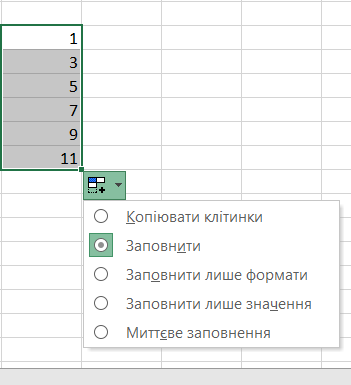 1
3
5
7
9
11
Копіювати клітинки
Заповнити
Заповнити лише формати
Заповнити лише значення
Миттєве заповнення